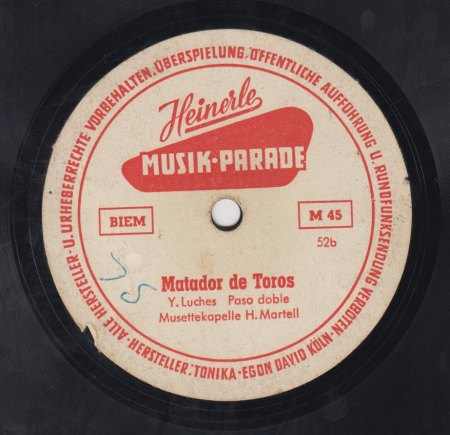 Heinerle
MUSIK·PARADE
BIEM
M 45
52b
Matador de Toros
Y. Luches Paso doble
Musettekapelle H. Martell
·ALLE HERSTELLER- U. URHEBERRECHTE VORBEHALTEN. ÜBERSPIELUNG, ÖFFENTLICHE AUFFÜHRUNG U. RUNDFUNKSENDUNG VERBOTEN·
HERSTELLER: TONIKA·EGON DAVID KÖLN·